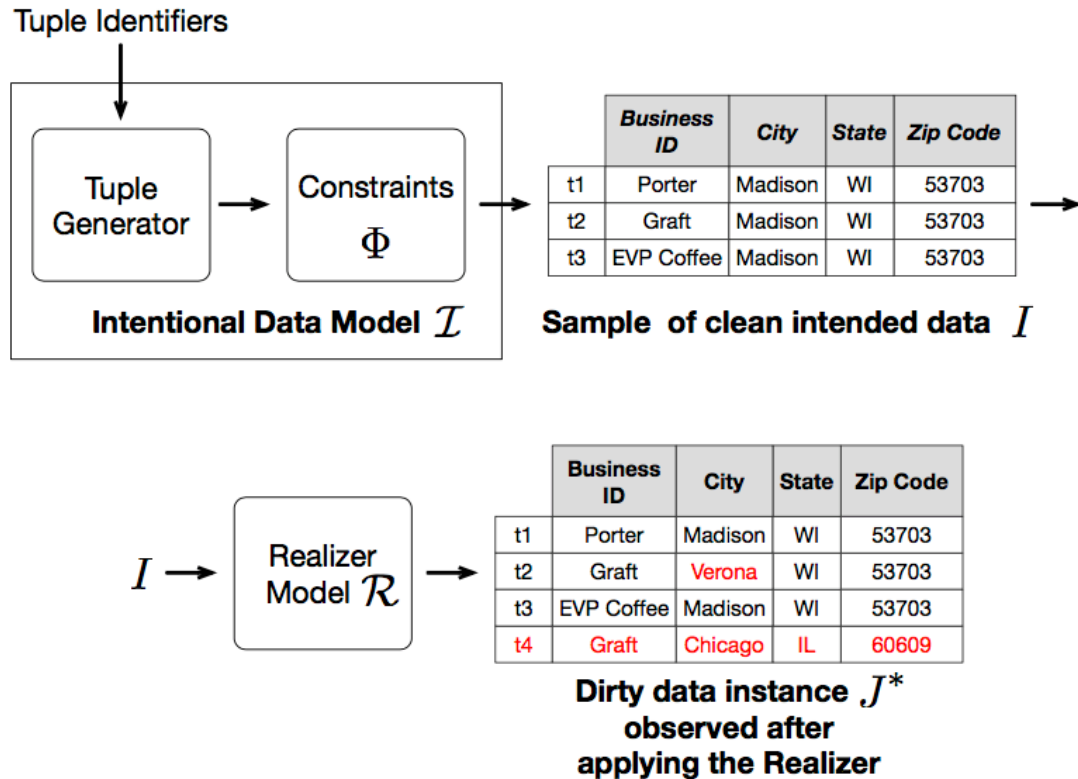 Tuple Identifiers
Tuple
Generator
Constraints
Φ
Intentional Data Model ℐ
Business
ID City State Zip Code
t1 Porter Madison WI 53703
t2 Graft Madison WI 53703
t3 EVP Coffee Madison WI 53703
Sample of clean intended data I
I
Realizer
Model ℛ
Business
ID City State Zip Code
t1 Porter Madison WI 53703
t2 Graft Verona WI 53703
t3 EVP Coffee Madison WI 53703
t4 Graft Chicago IL 60609
Dirty data instance J*
observed after
applying the Realizer